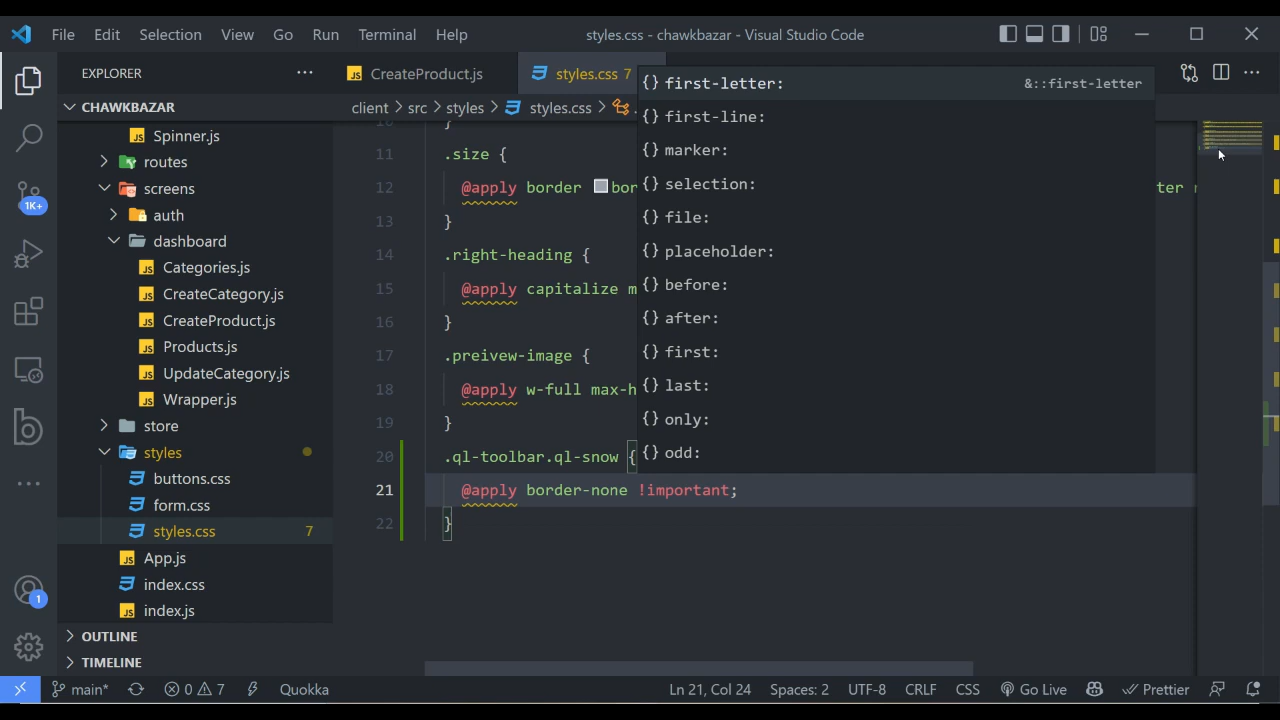 File Edit Selection View Go Run Terminal Help styles.css - chawkbazar - Visual Studio Code
EXPLORER
CHAWKBAZAR
Spinner.js
routes
screens
auth
dashboard
Categories.js
CreateCategory.js
CreateProduct.js
Products.js
UpdateCategory.js
Wrapper.js
store
styles
buttons.css
form.css
styles.css 7
App.js
index.css
index.js
OUTLINE
TIMELINE
1K+
1
JS CreateProduct.js styles.css 7
client > src > styles > styles.css >
11 .size {
12 @apply border bor ter
13 }
14 .right-heading {
15 @apply capitalize m
16 }
17 .preivew-image {
18 @apply w-full max-h
19 }
20 .ql-toolbar.ql-snow {
21 @apply border-none !important;
22 }
{} first-letter: &::first-letter
{} first-line:
{} marker:
{} selection:
{} file:
{} placeholder:
{} before:
{} after:
{} first:
{} last:
{} only:
{} odd:
main* 0 7 Quokka Ln 21, Col 24 Spaces: 2 UTF-8 CRLF CSS Go Live Prettier